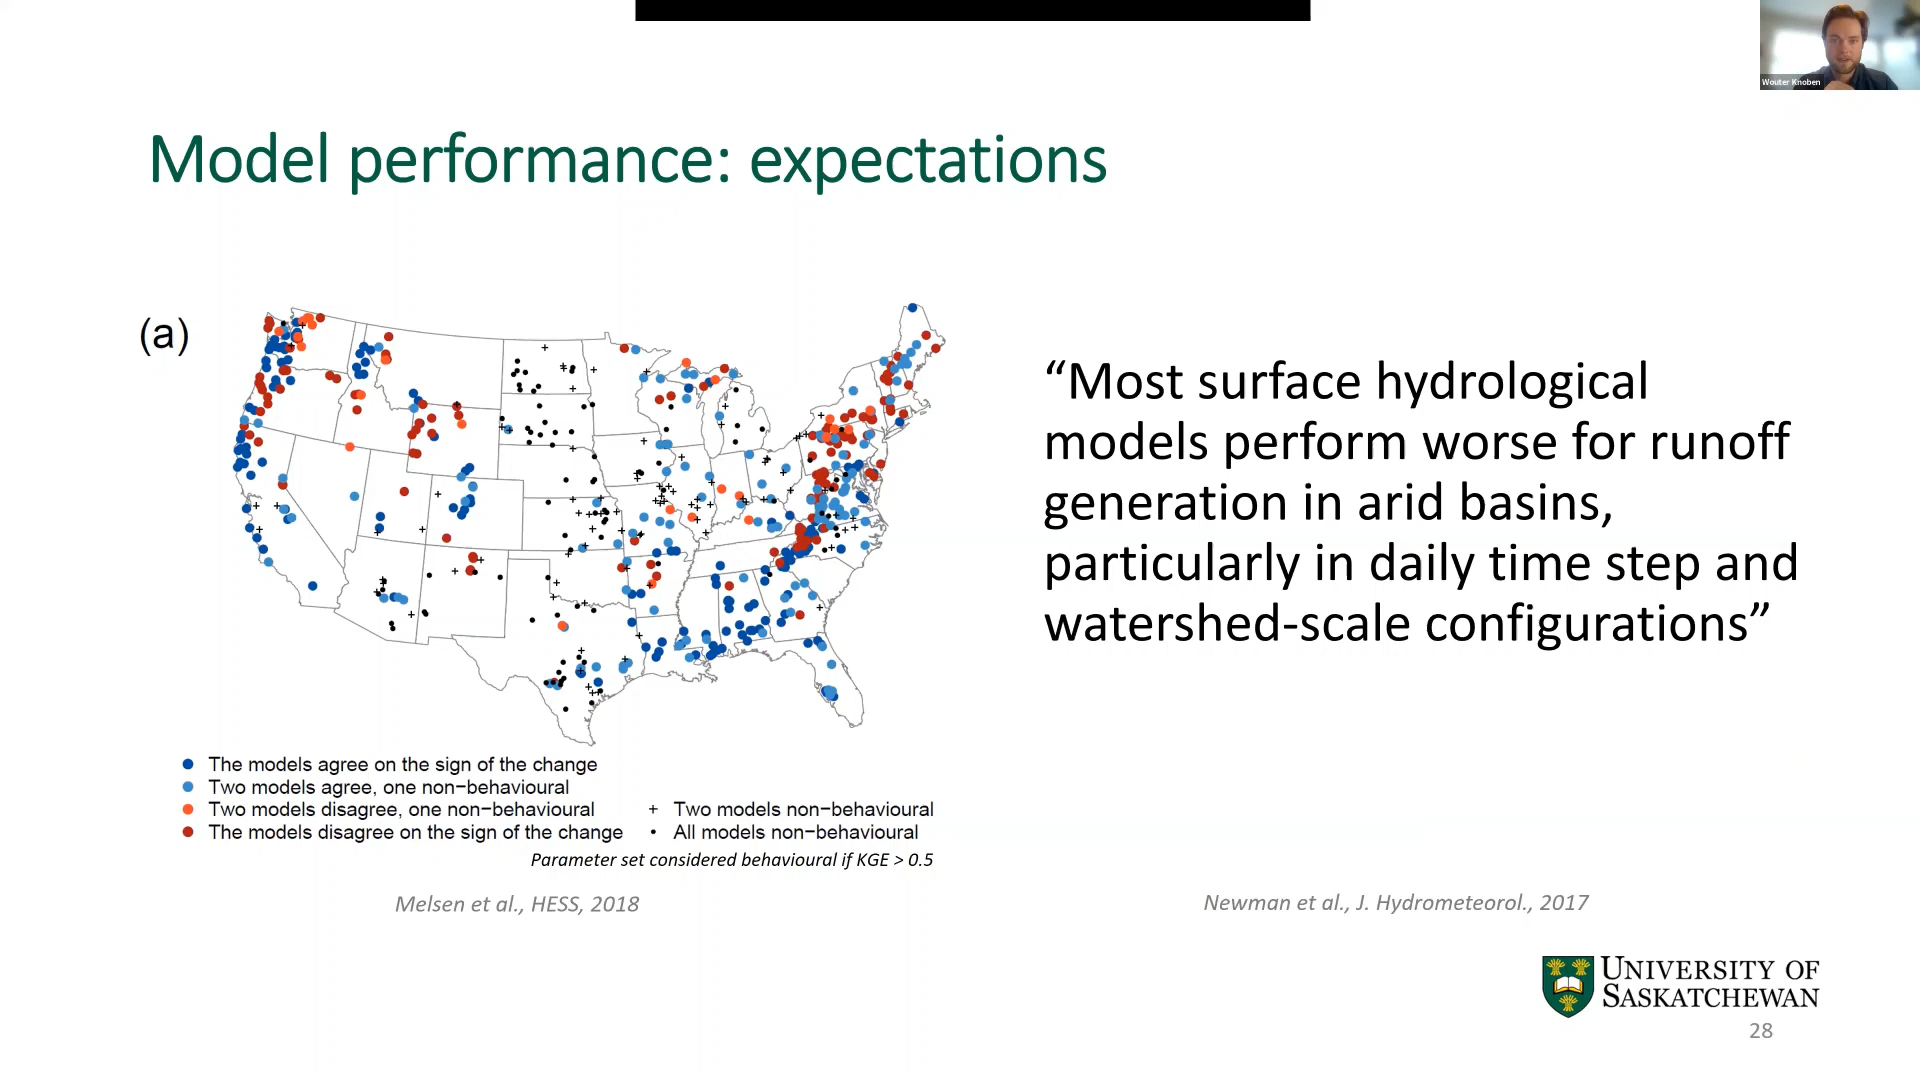 Wouter Knoben
Model performance: expectations
(a)
“Most surface hydrological
models perform worse for runoff
generation in arid basins,
particularly in daily time step and
watershed-scale configurations”
The models agree on the sign of the change
Two models agree, one non−behavioural
Two models disagree, one non−behavioural
+ Two models non−behavioural
The models disagree on the sign of the change
• All models non−behavioural
Parameter set considered behavioural if KGE > 0.5
Melsen et al., HESS, 2018
Newman et al., J. Hydrometeorol., 2017
UNIVERSITY OF
SASKATCHEWAN
28